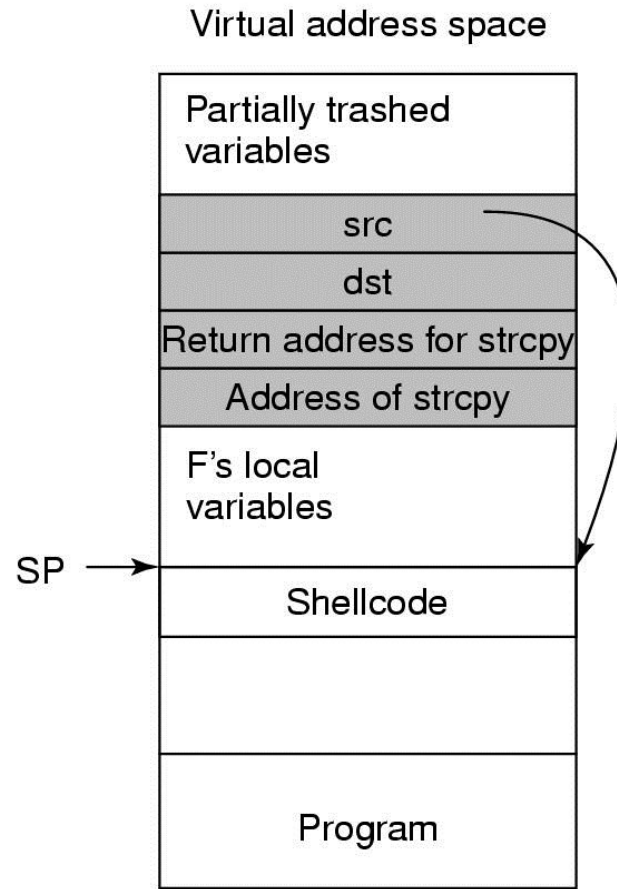 Virtual address space
Partially trashed
variables
src
dst
Return address for strcpy
Address of strcpy
F's local
variables
SP
Shellcode
Program